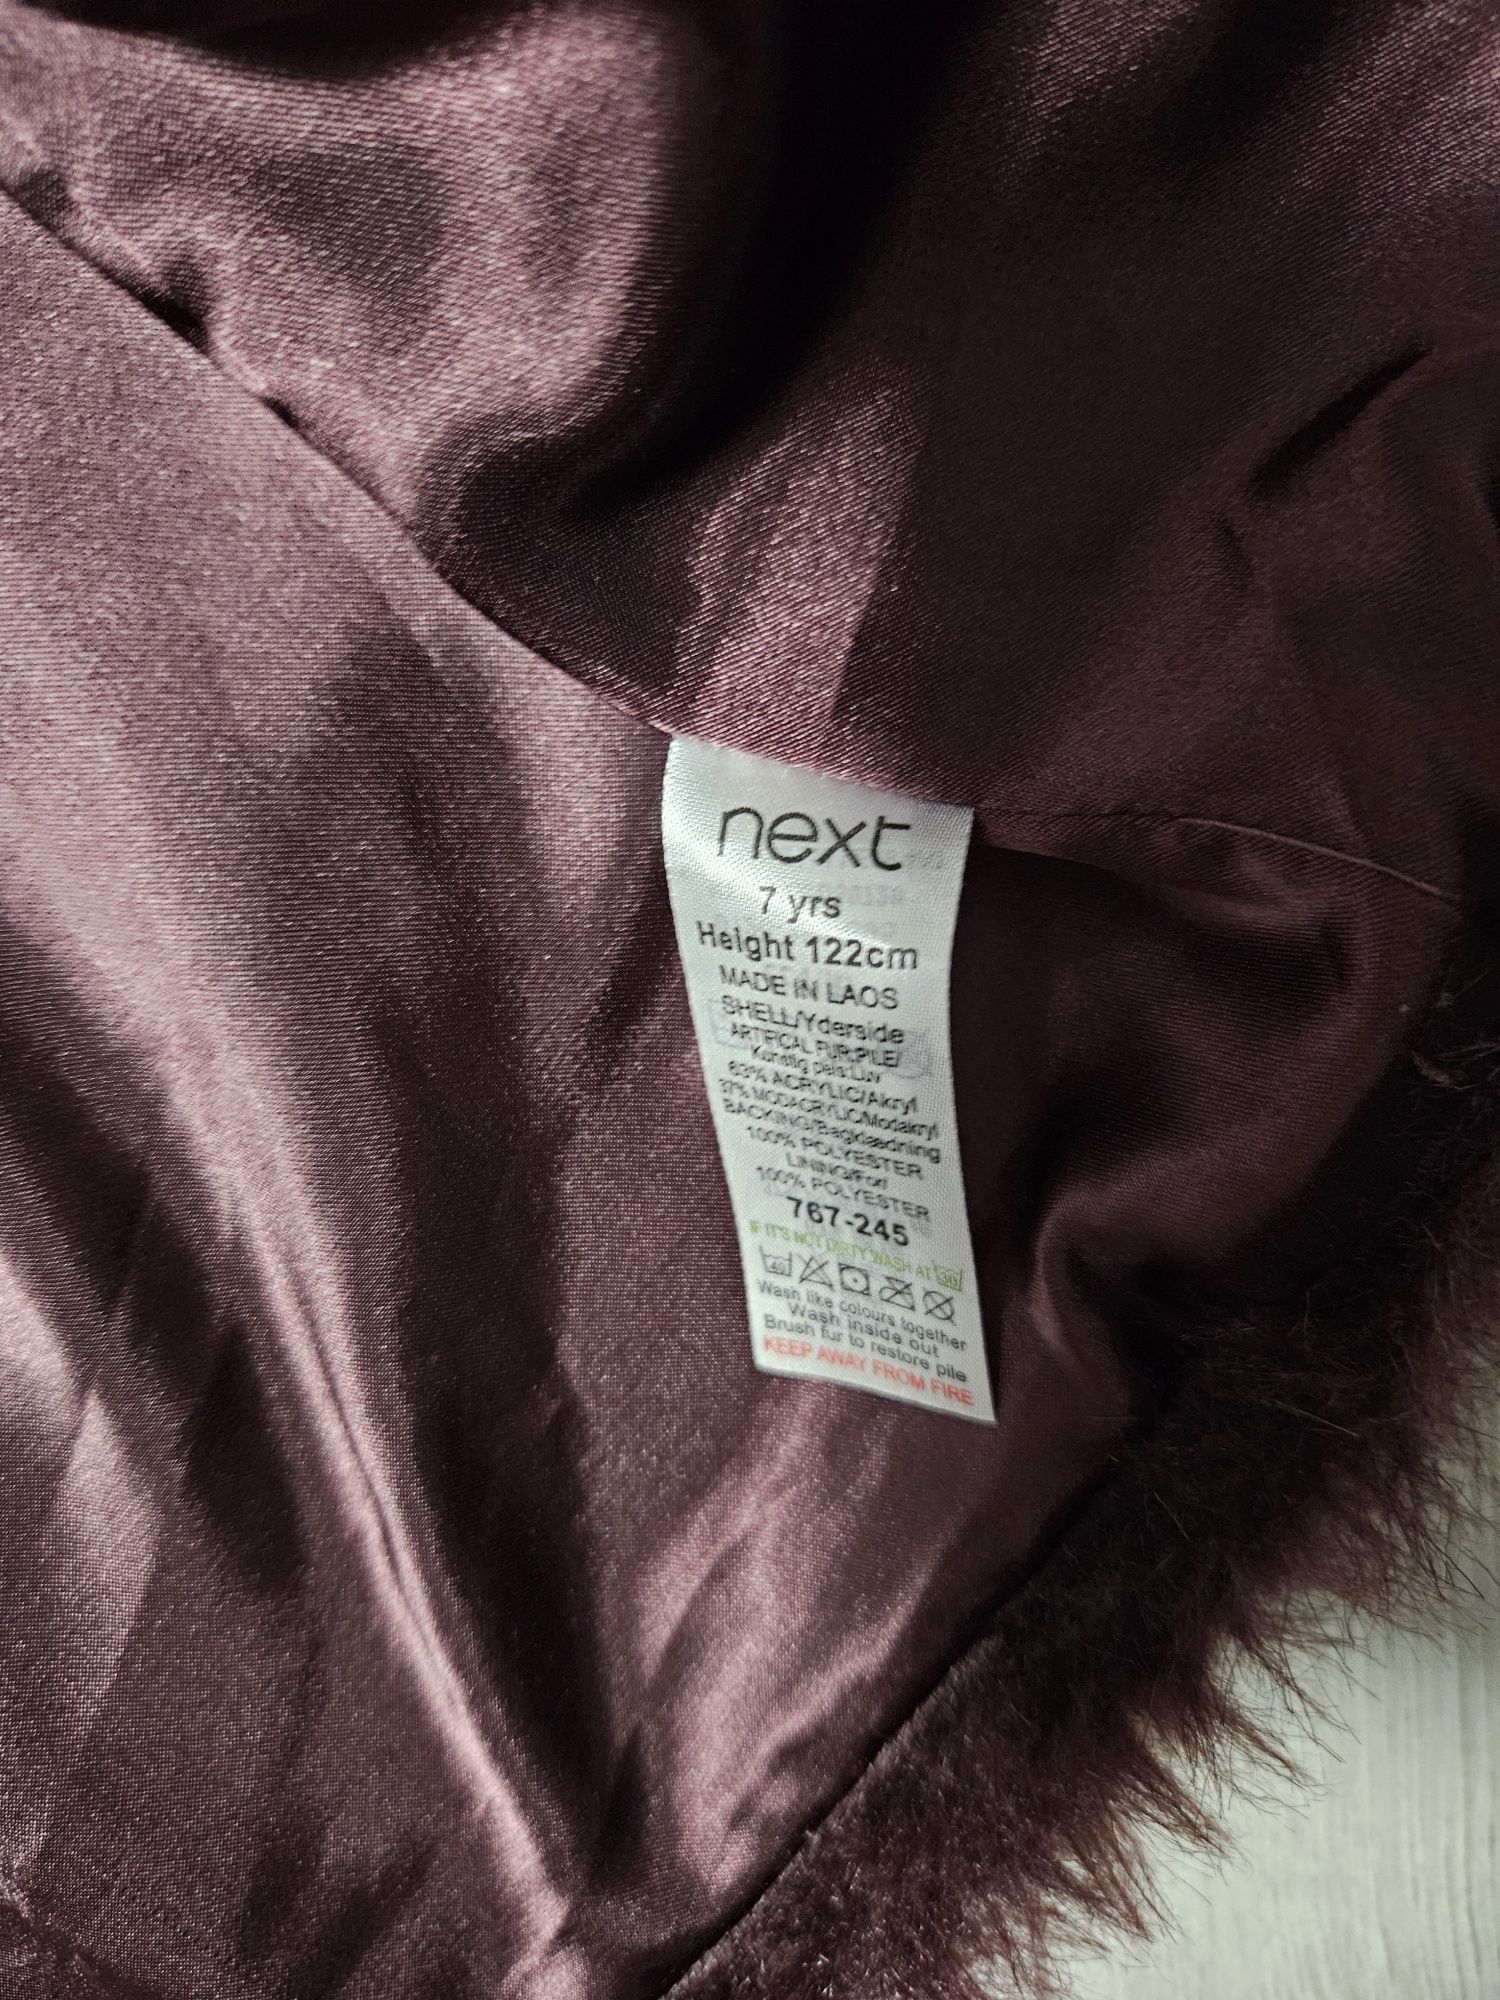 next
7 yrs
Height 122cm
MADE IN LAOS
SHELL/Yderside
ARTIFICAL FUR:PILE/
Kunstig pels:Luv
63% ACRYLIC/Akryl
37% MODACRYLIC/Modakryl
BACKING/Bagklædning
100% POLYESTER
LINING/For/
100% POLYESTER
767-245
IF IT'S NOT DIRTY WASH AT 30
40
Wash like colours together
Wash inside out
Brush fur to restore pile
KEEP AWAY FROM FIRE